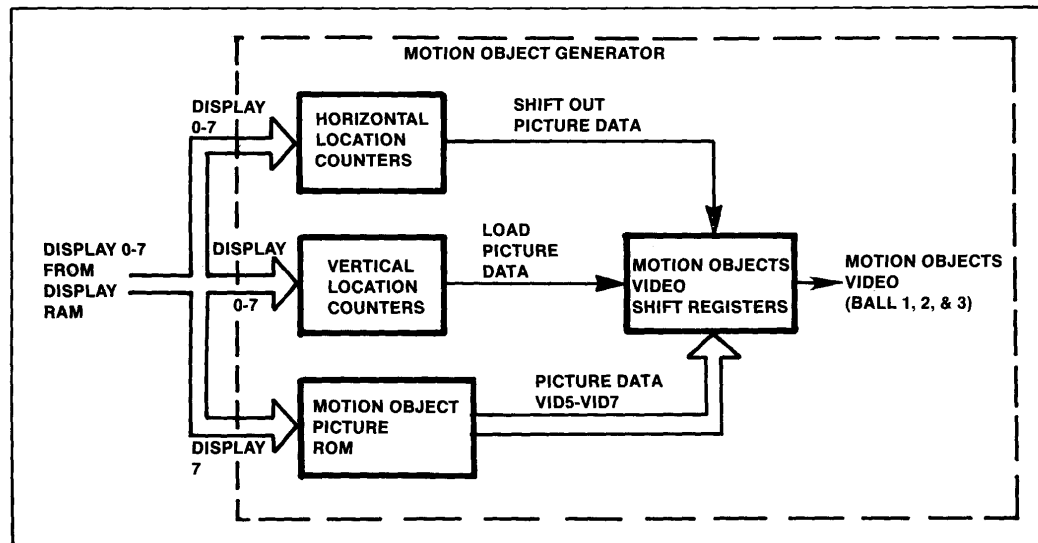 MOTION OBJECT GENERATOR
DISPLAY
0-7
HORIZONTAL
LOCATION
COUNTERS
SHIFT OUT
PICTURE DATA
DISPLAY 0-7
FROM
DISPLAY
RAM
DISPLAY
0-7
VERTICAL
LOCATION
COUNTERS
LOAD
PICTURE
DATA
MOTION OBJECTS
VIDEO
SHIFT REGISTERS
MOTION OBJECTS
VIDEO
(BALL 1, 2, & 3)
DISPLAY
7
MOTION OBJECT
PICTURE
ROM
PICTURE DATA
VID5-VID7